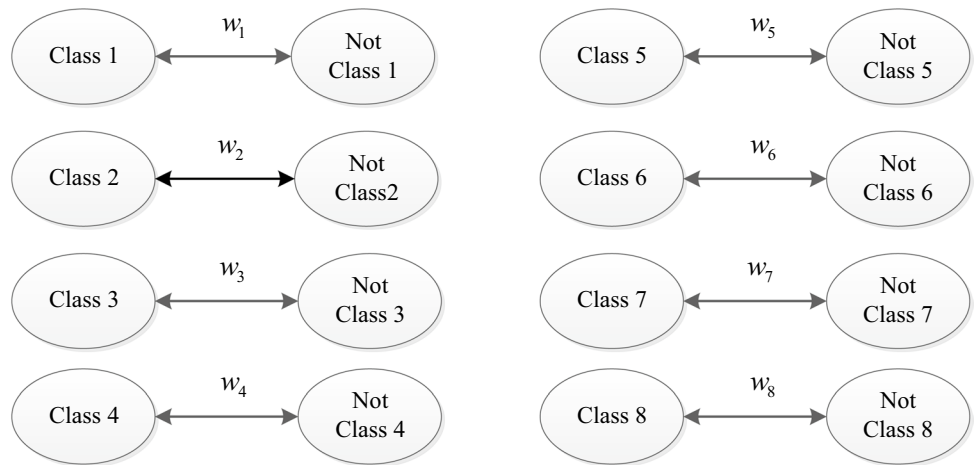 w₁
Class 1
Not
Class 1
w₂
Class 2
Not
Class2
w₃
Class 3
Not
Class 3
w₄
Class 4
Not
Class 4
w₅
Class 5
Not
Class 5
w₆
Class 6
Not
Class 6
w₇
Class 7
Not
Class 7
w₈
Class 8
Not
Class 8